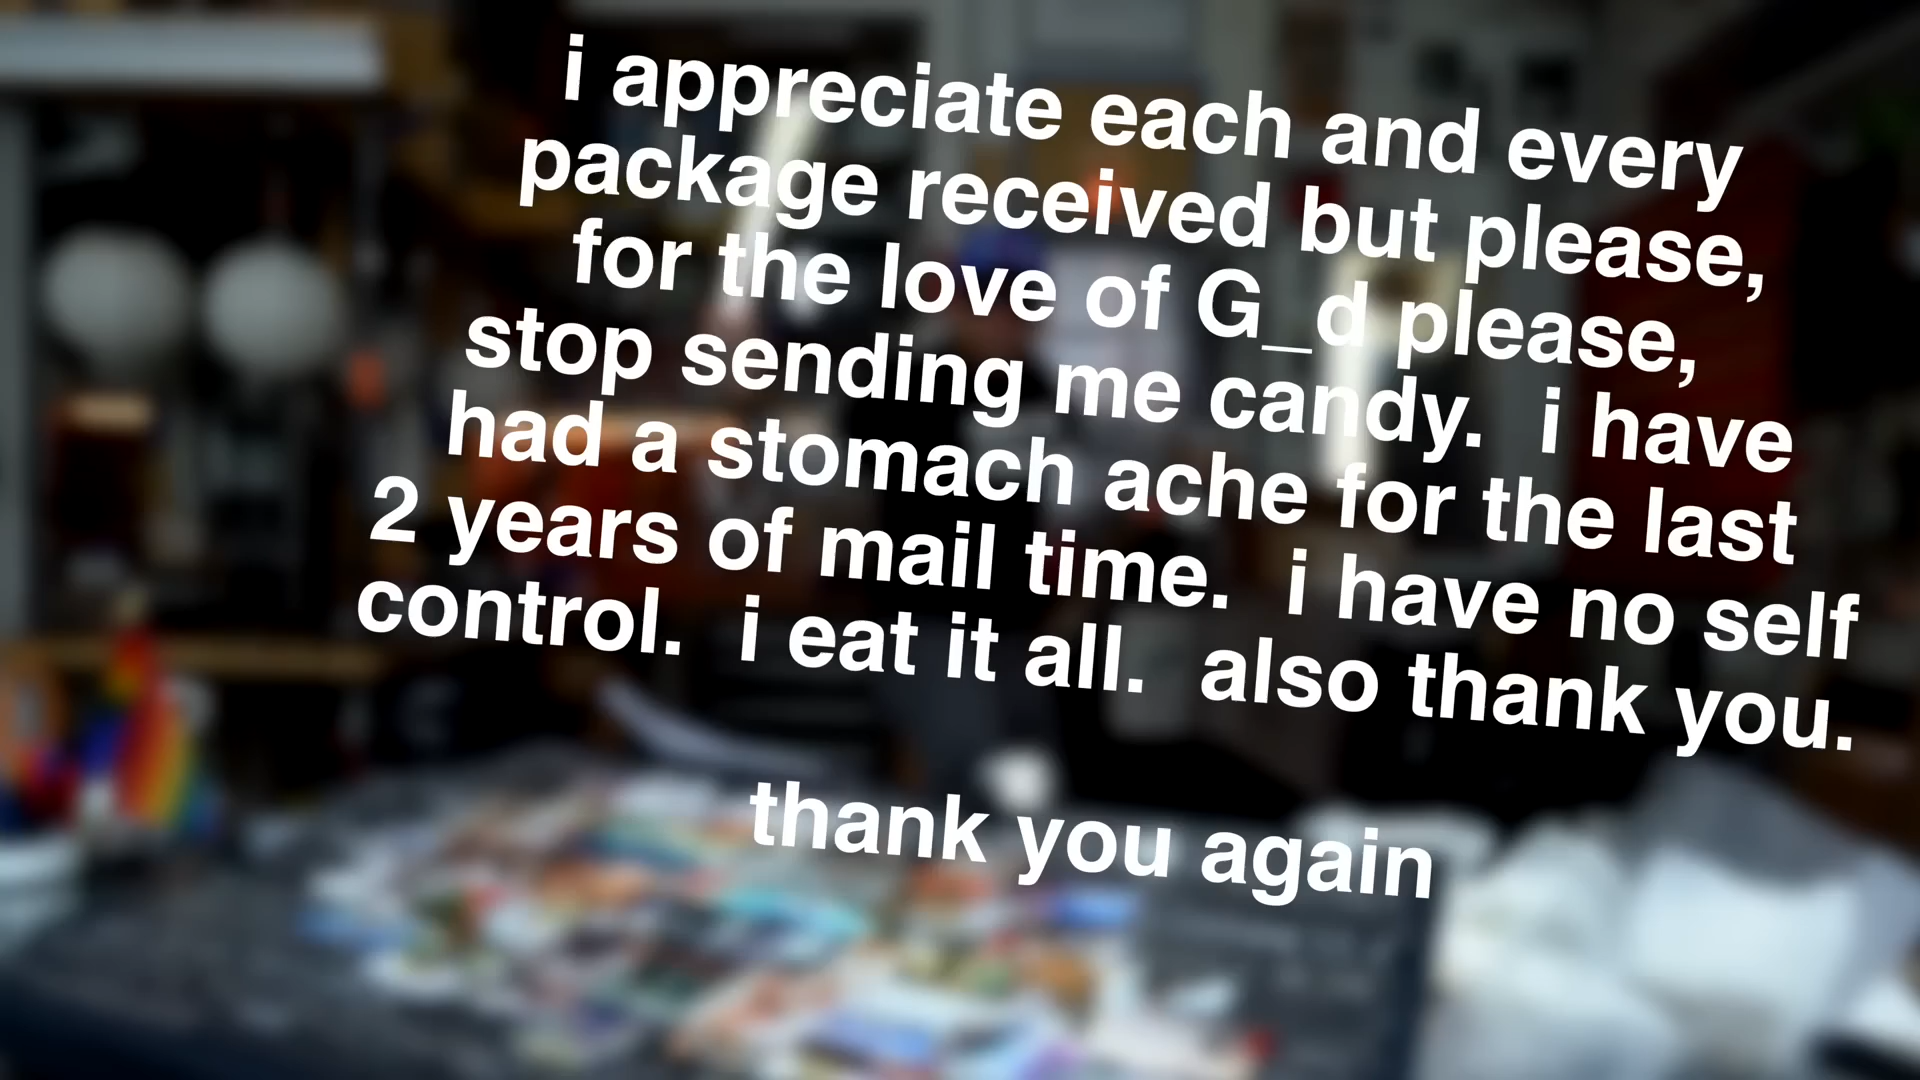 i appreciate each and every
package received but please,
for the love of G_d please,
stop sending me candy.  i have
had a stomach ache for the last
2 years of mail time.  i have no self
control.  i eat it all.  also thank you.
thank you again